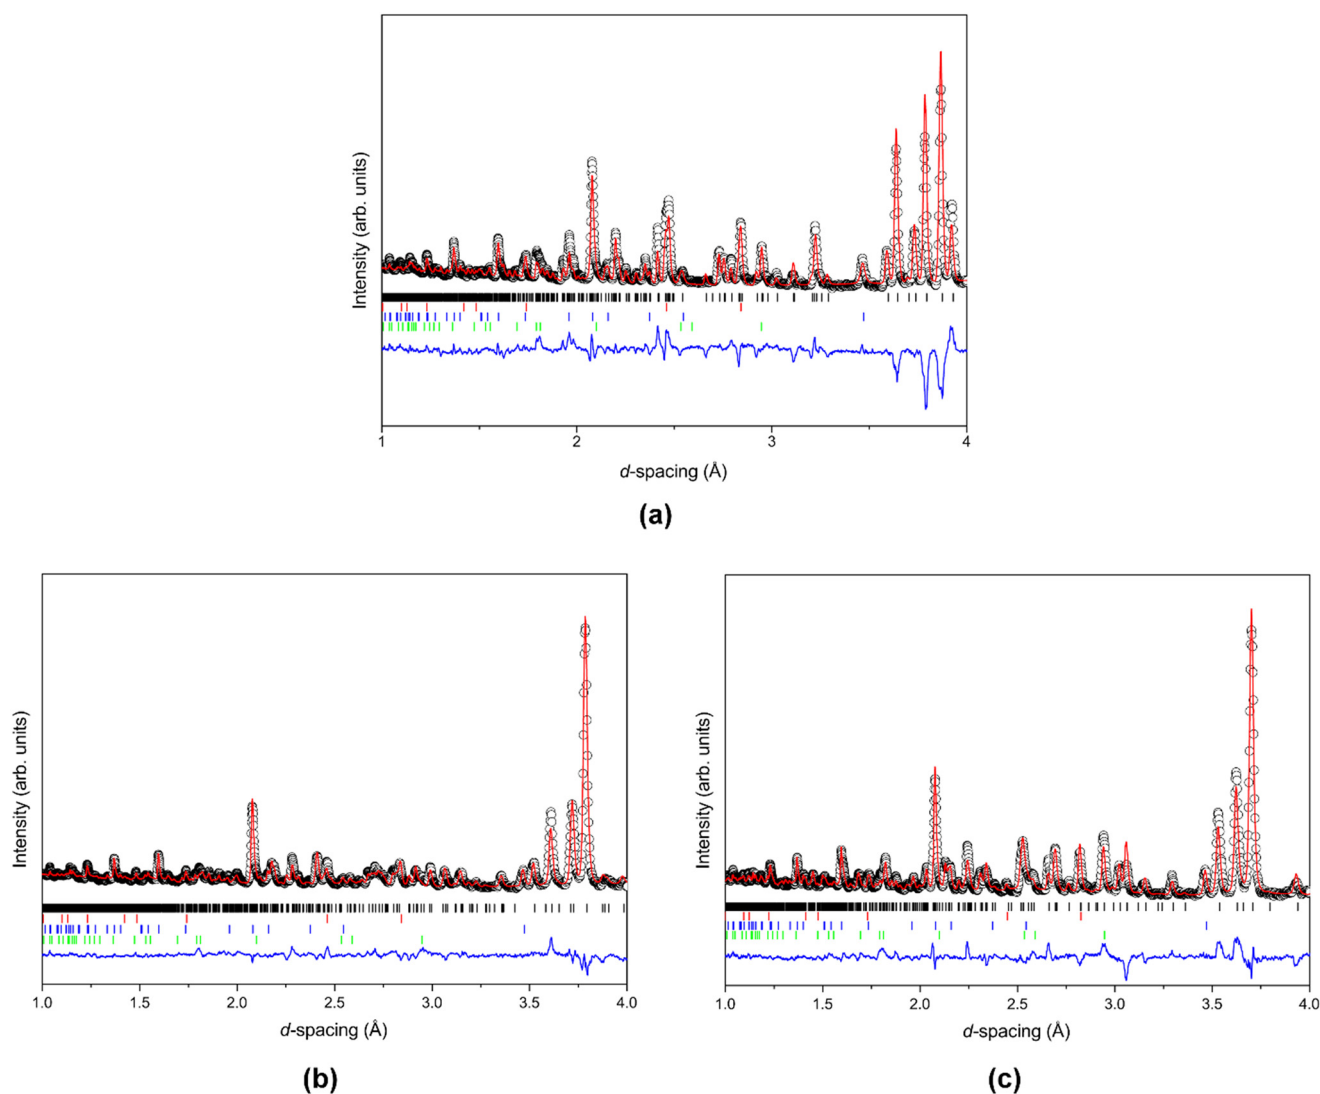 Intensity (arb. units)
1
2
3
4
d-spacing (Å)
(a)
Intensity (arb. units)
1.0
1.5
2.0
2.5
3.0
3.5
4.0
d-spacing (Å)
(b)
Intensity (arb. units)
1.0
1.5
2.0
2.5
3.0
3.5
4.0
d-spacing (Å)
(c)